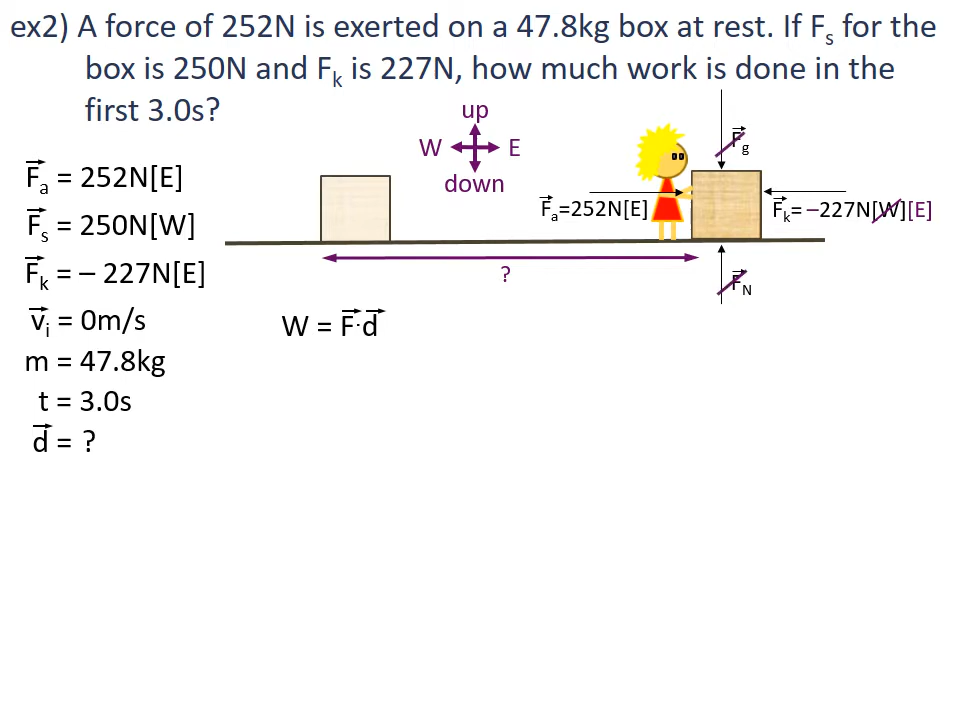 ex2) A force of 252N is exerted on a 47.8kg box at rest. If Fs for the
box is 250N and Fk is 227N, how much work is done in the
first 3.0s?
up
W E
down
Fg
Fa=252N[E]
Fk= –227N[W][E]
?
FN
Fa = 252N[E]
Fs = 250N[W]
Fk = – 227N[E]
vi = 0m/s
m = 47.8kg
t = 3.0s
d = ?
W = F·d